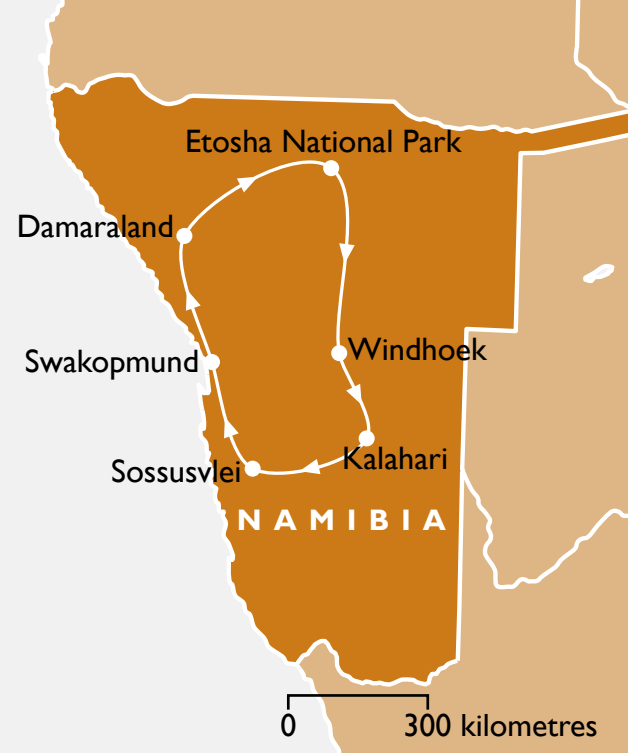 Etosha National Park
Damaraland
Windhoek
Swakopmund
Kalahari
Sossusvlei
NAMIBIA
0 300 kilometres